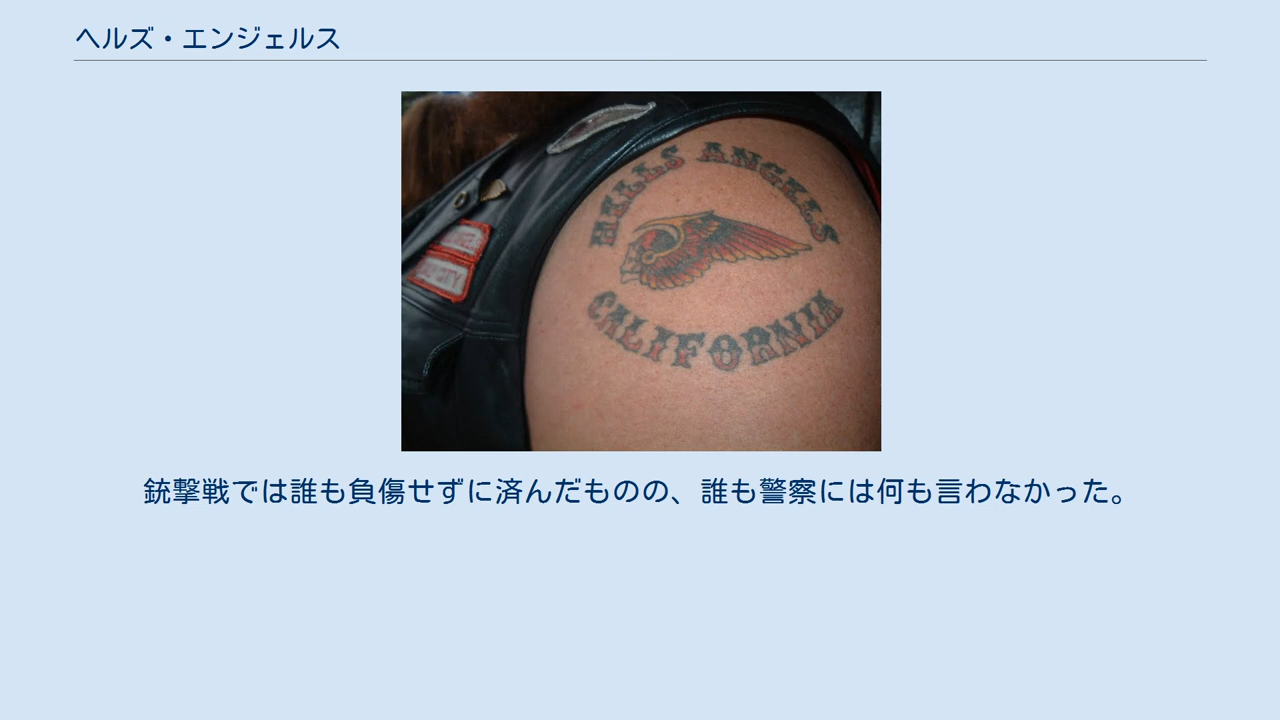 ヘルズ・エンジェルス
HELLS ANGELS
CALIFORNIA
銃撃戦では誰も負傷せずに済んだものの、誰も警察には何も言わなかった。